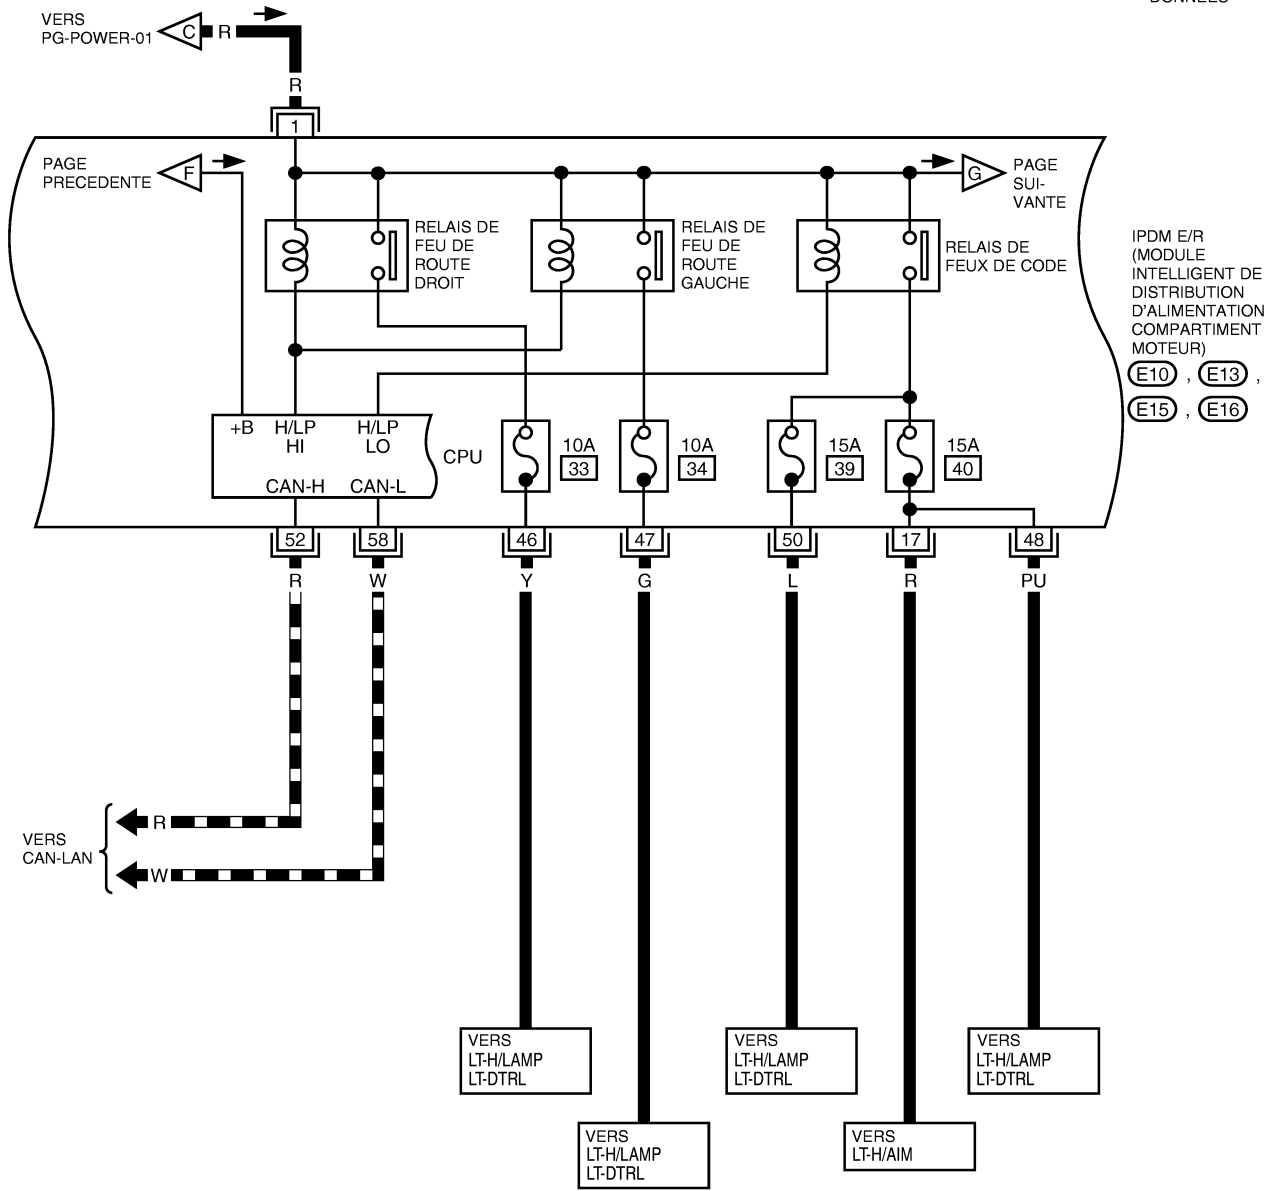 DONNEES
VERS
PG-POWER-01
C
R
R
1
PAGE
PRECEDENTE
F
G
PAGE
SUI-
VANTE
RELAIS DE
FEU DE
ROUTE
DROIT
RELAIS DE
FEU DE
ROUTE
GAUCHE
RELAIS DE
FEUX DE CODE
IPDM E/R
(MODULE
INTELLIGENT DE
DISTRIBUTION
D'ALIMENTATION
COMPARTIMENT
MOTEUR)
E10 , E13 ,
E15 , E16
+B
H/LP
HI
H/LP
LO
CPU
CAN-H
CAN-L
10A
33
10A
34
15A
39
15A
40
52
58
46
47
50
17
48
R
W
Y
G
L
R
PU
VERS
CAN-LAN
R
W
VERS
LT-H/LAMP
LT-DTRL
VERS
LT-H/LAMP
LT-DTRL
VERS
LT-H/LAMP
LT-DTRL
VERS
LT-H/AIM
VERS
LT-H/LAMP
LT-DTRL